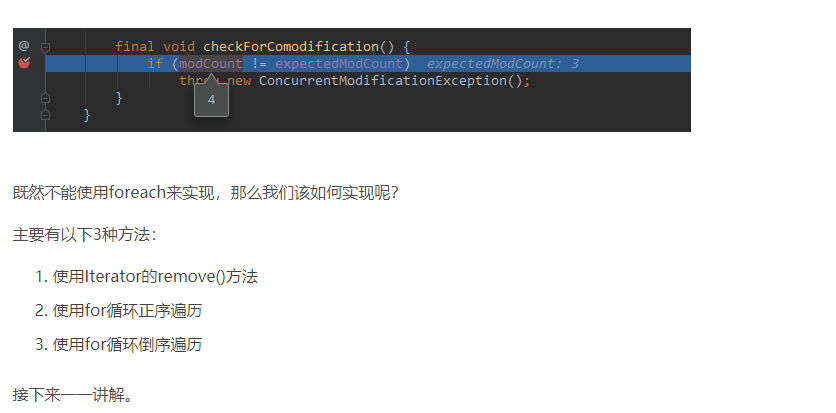 final void checkForComodification() {
if (modCount != expectedModCount) expectedModCount: 3
throw new ConcurrentModificationException();
4
}
}
既然不能使用foreach来实现，那么我们该如何实现呢？
主要有以下3种方法：
1. 使用Iterator的remove()方法
2. 使用for循环正序遍历
3. 使用for循环倒序遍历
接下来一一讲解。